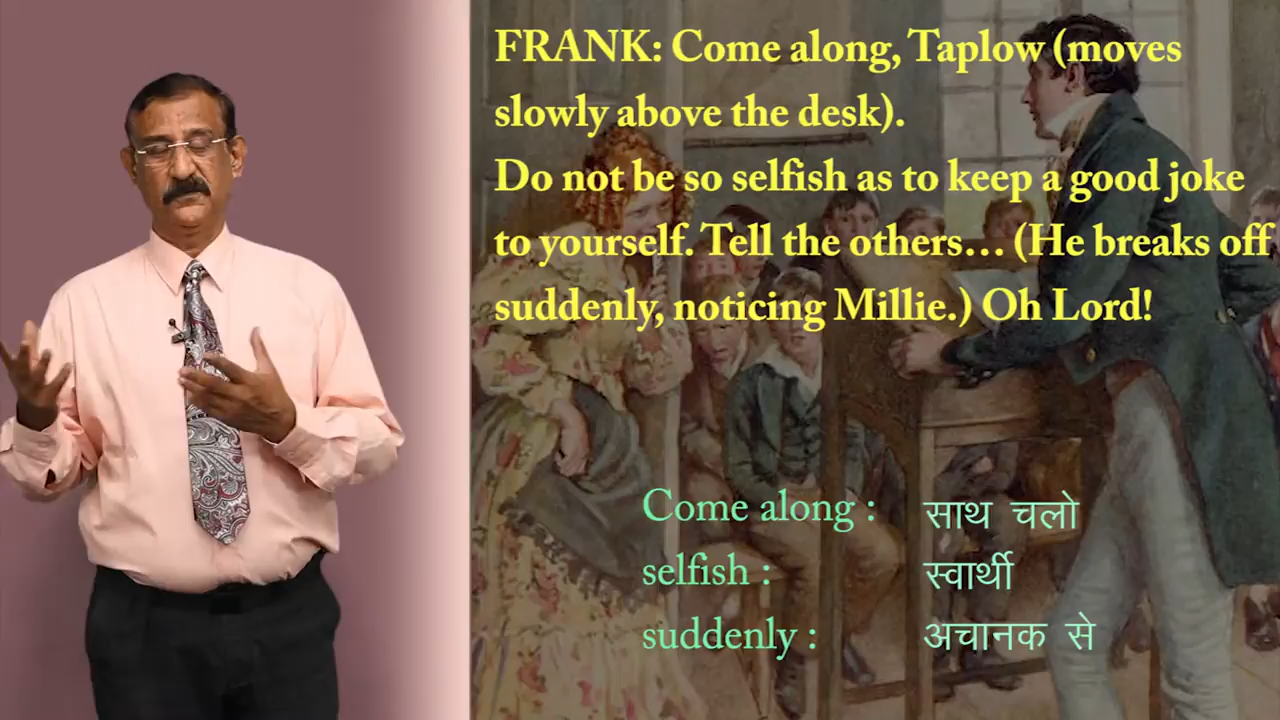 FRANK: Come along, Taplow (moves
slowly above the desk).
Do not be so selfish as to keep a good joke
to yourself. Tell the others... (He breaks off
suddenly, noticing Millie.) Oh Lord!
Come along : साथ चलो
selfish : स्वार्थी
suddenly : अचानक से